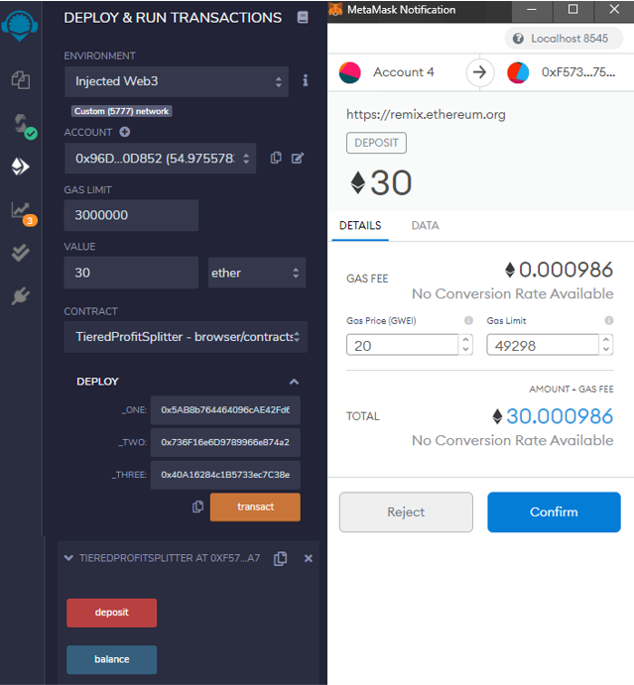 DEPLOY & RUN TRANSACTIONS
ENVIRONMENT
Injected Web3
i
Custom (5777) network
ACCOUNT
0x96D...0D852 (54.9755783
GAS LIMIT
3000000
VALUE
30
ether
CONTRACT
TieredProfitSplitter - browser/contracts
DEPLOY
_ONE: 0x5AB8b764464096cAE42Fd6
_TWO: 0x736F16e6D9789966e874a2
_THREE: 0x40A16284c1B5733ec7C38e
transact
TIEREDPROFITSPLITTER AT 0XF57...A7
deposit
balance
3
MetaMask Notification
Localhost 8545
Account 4
0xF573...75...
https://remix.ethereum.org
DEPOSIT
30
DETAILS
DATA
GAS FEE
0.000986
No Conversion Rate Available
Gas Price (GWEI)
Gas Limit
20
49298
AMOUNT + GAS FEE
TOTAL
30.000986
No Conversion Rate Available
Reject
Confirm